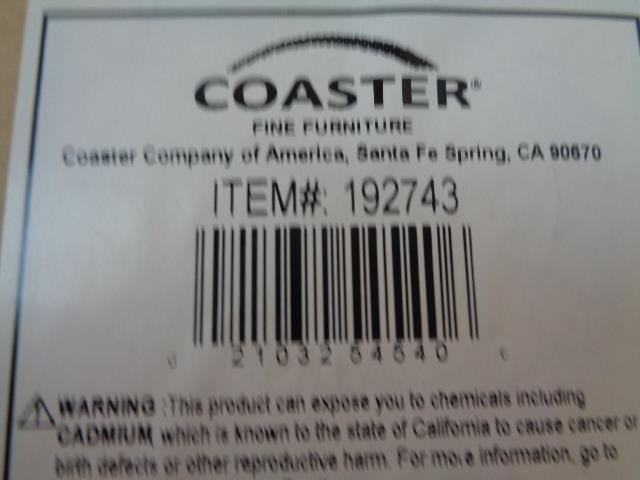 COASTER®
FINE FURNITURE
Coaster Company of America, Santa Fe Spring, CA 90670
ITEM#: 192743
0 21032 54540 6
WARNING :This product can expose you to chemicals including
CADMIUM, which is known to the state of California to cause cancer or
birth defects or other reproductive harm. For more information, go to